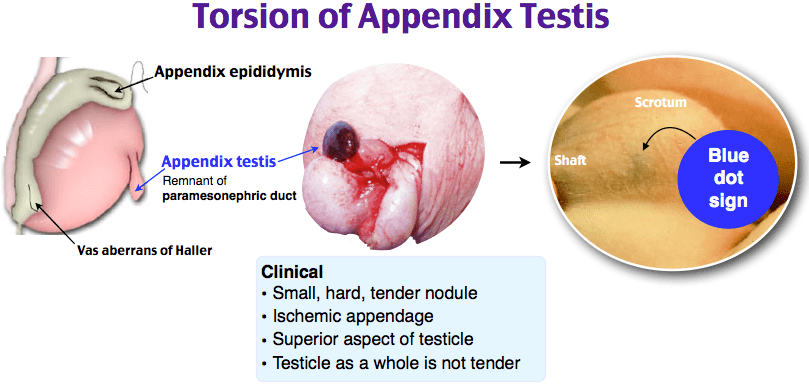 Torsion of Appendix Testis
Appendix epididymis
Appendix testis
Remnant of
paramesonephric duct
Vas aberrans of Haller
Scrotum
Shaft
Blue
dot
sign
Clinical
• Small, hard, tender nodule
• Ischemic appendage
• Superior aspect of testicle
• Testicle as a whole is not tender